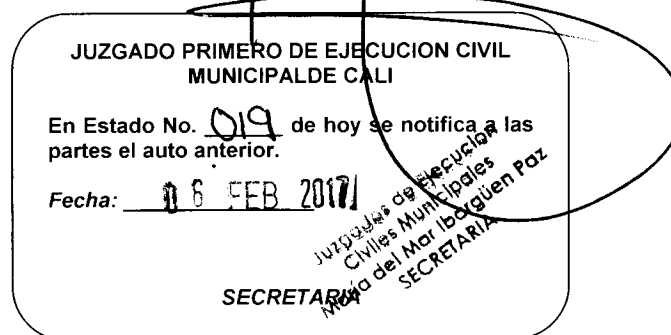 JUZGADO PRIMERO DE EJECUCION CIVIL
MUNICIPALDE CALI
En Estado No. 019 de hoy se notifica a las
partes el auto anterior.
Fecha: 06 FEB 2017
Juzgados de Ejecucion
Civiles Municipales
María del Mar Ibargüen Paz
SECRETARIA
SECRETARIA